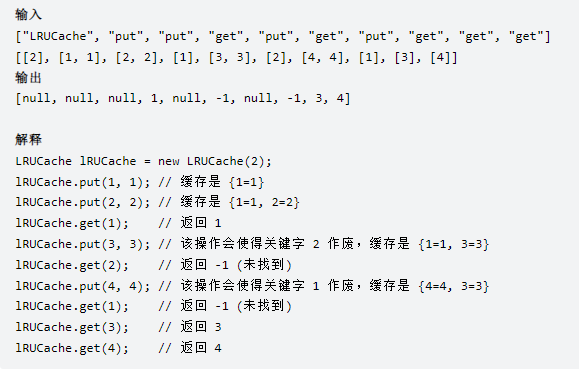 输入
["LRUCache", "put", "put", "get", "put", "get", "put", "get", "get", "get"]
[[2], [1, 1], [2, 2], [1], [3, 3], [2], [4, 4], [1], [3], [4]]
输出
[null, null, null, 1, null, -1, null, -1, 3, 4]
解释
LRUCache lRUCache = new LRUCache(2);
lRUCache.put(1, 1); // 缓存是 {1=1}
lRUCache.put(2, 2); // 缓存是 {1=1, 2=2}
lRUCache.get(1);    // 返回 1
lRUCache.put(3, 3); // 该操作会使得关键字 2 作废，缓存是 {1=1, 3=3}
lRUCache.get(2);    // 返回 -1 (未找到)
lRUCache.put(4, 4); // 该操作会使得关键字 1 作废，缓存是 {4=4, 3=3}
lRUCache.get(1);    // 返回 -1 (未找到)
lRUCache.get(3);    // 返回 3
lRUCache.get(4);    // 返回 4